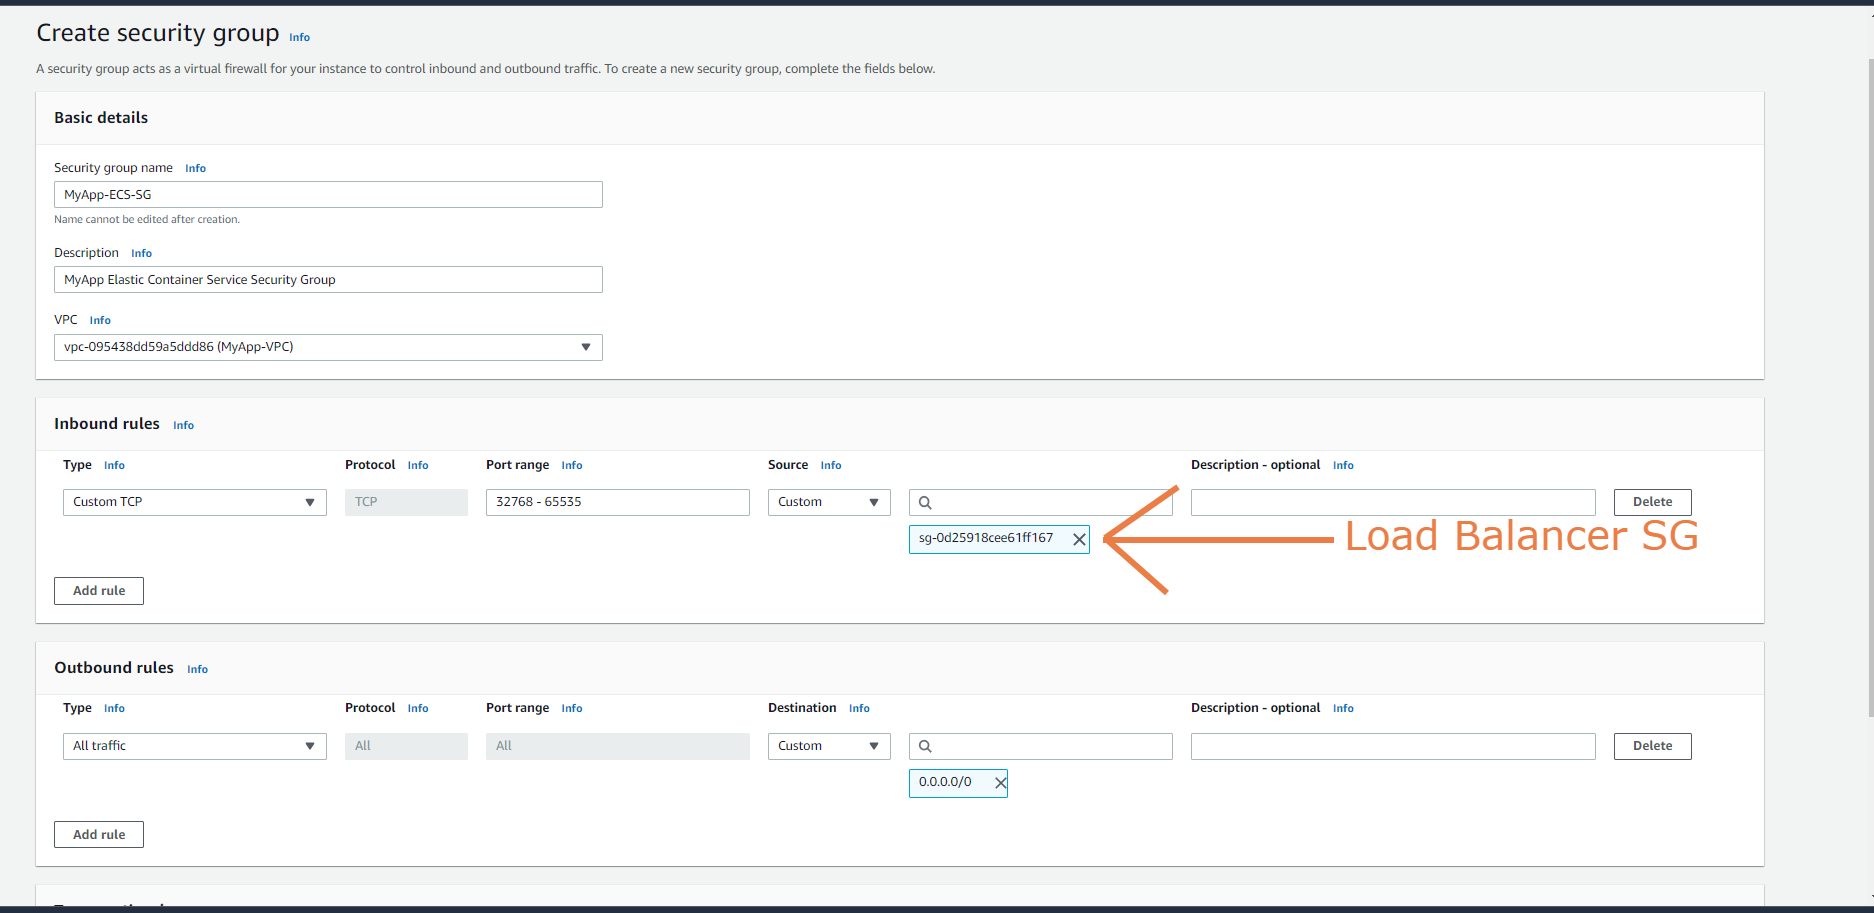 Create security group Info
A security group acts as a virtual firewall for your instance to control inbound and outbound traffic. To create a new security group, complete the fields below.
Basic details
Security group name Info
MyApp-ECS-SG
Name cannot be edited after creation.
Description Info
MyApp Elastic Container Service Security Group
VPC Info
vpc-095438dd59a5ddd86 (MyApp-VPC)
Inbound rules Info
Type Info Protocol Info Port range Info Source Info Description - optional Info
Custom TCP TCP 32768 - 65535 Custom Delete
sg-0d25918cee61ff167 Load Balancer SG
Add rule
Outbound rules Info
Type Info Protocol Info Port range Info Destination Info Description - optional Info
All traffic All All Custom Delete
0.0.0.0/0
Add rule